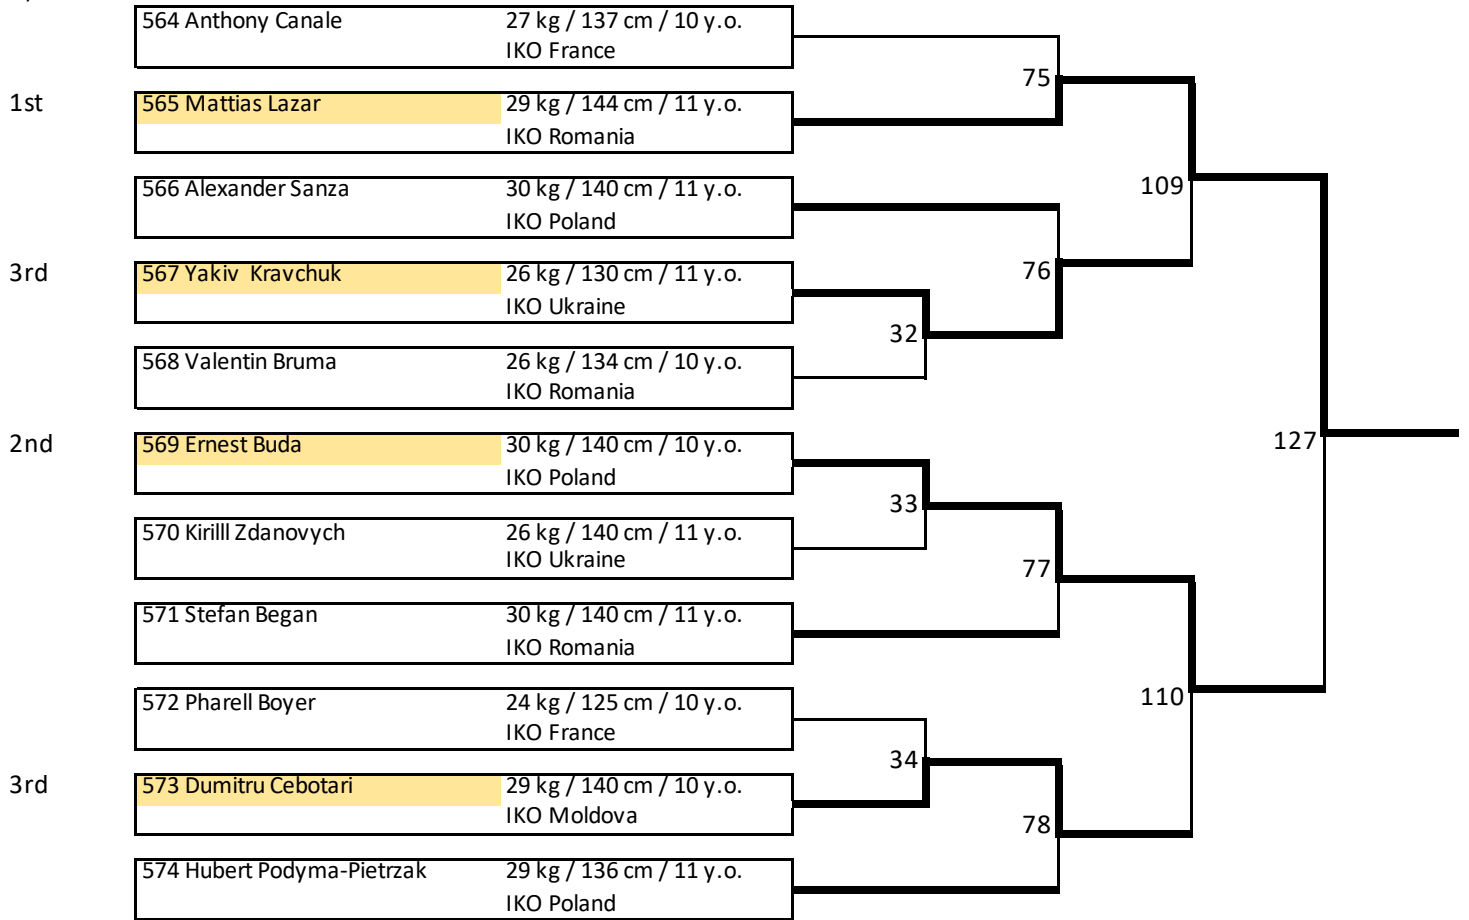 564 Anthony Canale 27 kg / 137 cm / 10 y.o.
IKO France
75
1st 565 Mattias Lazar 29 kg / 144 cm / 11 y.o.
IKO Romania
566 Alexander Sanza 30 kg / 140 cm / 11 y.o.
109
IKO Poland
3rd 567 Yakiv Kravchuk 26 kg / 130 cm / 11 y.o.
76
IKO Ukraine
32
568 Valentin Bruma 26 kg / 134 cm / 10 y.o.
IKO Romania
2nd 569 Ernest Buda 30 kg / 140 cm / 10 y.o.
127
IKO Poland
33
570 Kirilll Zdanovych 26 kg / 140 cm / 11 y.o.
IKO Ukraine
77
571 Stefan Began 30 kg / 140 cm / 11 y.o.
IKO Romania
572 Pharell Boyer 24 kg / 125 cm / 10 y.o.
110
IKO France
34
3rd 573 Dumitru Cebotari 29 kg / 140 cm / 10 y.o.
IKO Moldova
78
574 Hubert Podyma-Pietrzak 29 kg / 136 cm / 11 y.o.
IKO Poland